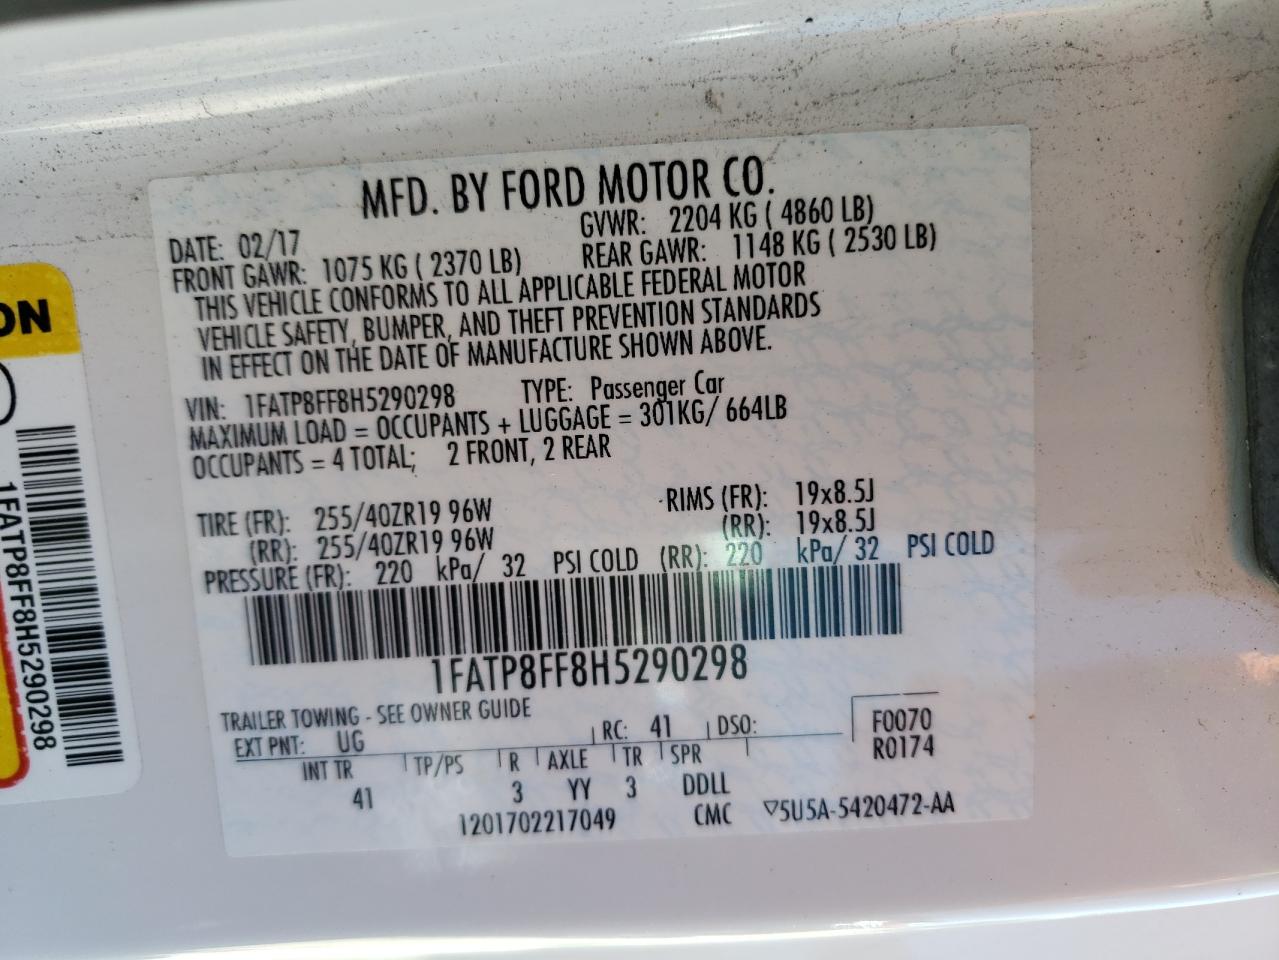 MFD. BY FORD MOTOR CO.
DATE: 02/17 GVWR: 2204 KG ( 4860 LB)
FRONT GAWR: 1075 KG ( 2370 LB) REAR GAWR: 1148 KG ( 2530 LB)
THIS VEHICLE CONFORMS TO ALL APPLICABLE FEDERAL MOTOR
VEHICLE SAFETY, BUMPER, AND THEFT PREVENTION STANDARDS
IN EFFECT ON THE DATE OF MANUFACTURE SHOWN ABOVE.
VIN: 1FATP8FF8H5290298 TYPE: Passenger Car
MAXIMUM LOAD = OCCUPANTS + LUGGAGE = 301KG/ 664LB
OCCUPANTS = 4 TOTAL; 2 FRONT, 2 REAR
TIRE (FR): 255/40ZR19 96W RIMS (FR): 19x8.5J
(RR): 255/40ZR19 96W (RR): 19x8.5J
PRESSURE (FR): 220 kPa/ 32 PSI COLD (RR): 220 kPa/ 32 PSI COLD
1FATP8FF8H5290298
TRAILER TOWING - SEE OWNER GUIDE
EXT PNT: UG RC: 41 DSO: F0070
R0174
INT TR TP/PS R AXLE TR SPR
41 3 YY 3 DDLL
1201702217049 CMC ▽5U5A-5420472-AA
ON
1FATP8FF8H5290298